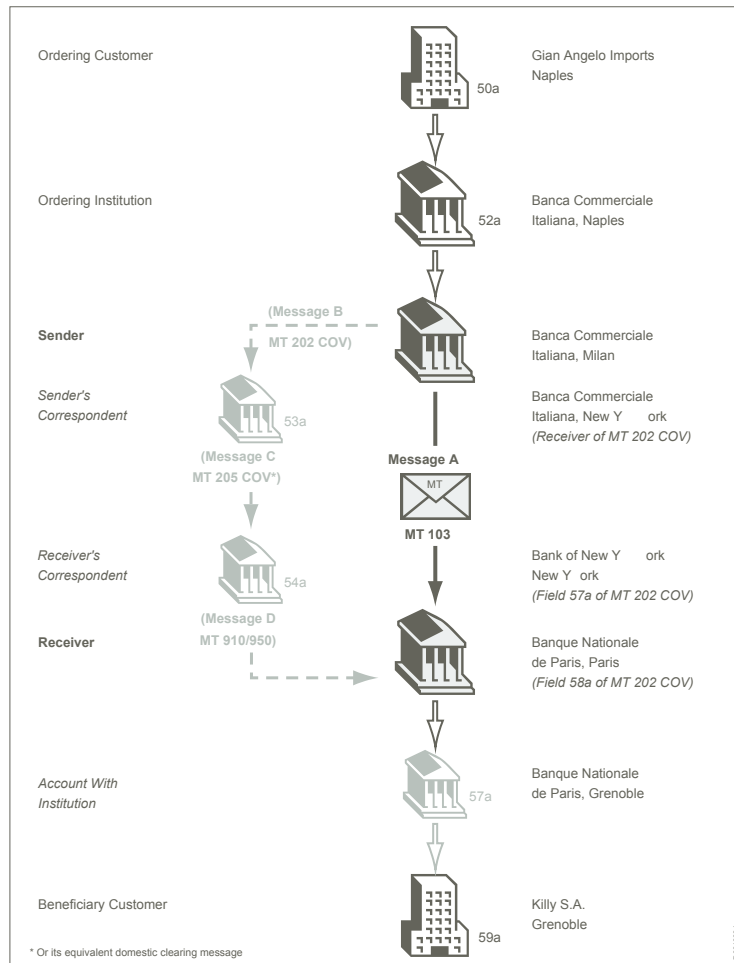 Ordering Customer
Gian Angelo Imports
Naples
50a
Ordering Institution
Banca Commerciale
Italiana, Naples
52a
(Message B
MT 202 COV)
Sender
Banca Commerciale
Italiana, Milan
Sender's
Correspondent
53a
Banca Commerciale
Italiana, New Y ork
(Receiver of MT 202 COV)
(Message C
MT 205 COV*)
Message A
MT
MT 103
Receiver's
Correspondent
54a
Bank of New Y ork
New Y ork
(Field 57a of MT 202 COV)
(Message D
MT 910/950)
Receiver
Banque Nationale
de Paris, Paris
(Field 58a of MT 202 COV)
Account With
Institution
57a
Banque Nationale
de Paris, Grenoble
Beneficiary Customer
59a
Killy S.A.
Grenoble
* Or its equivalent domestic clearing message